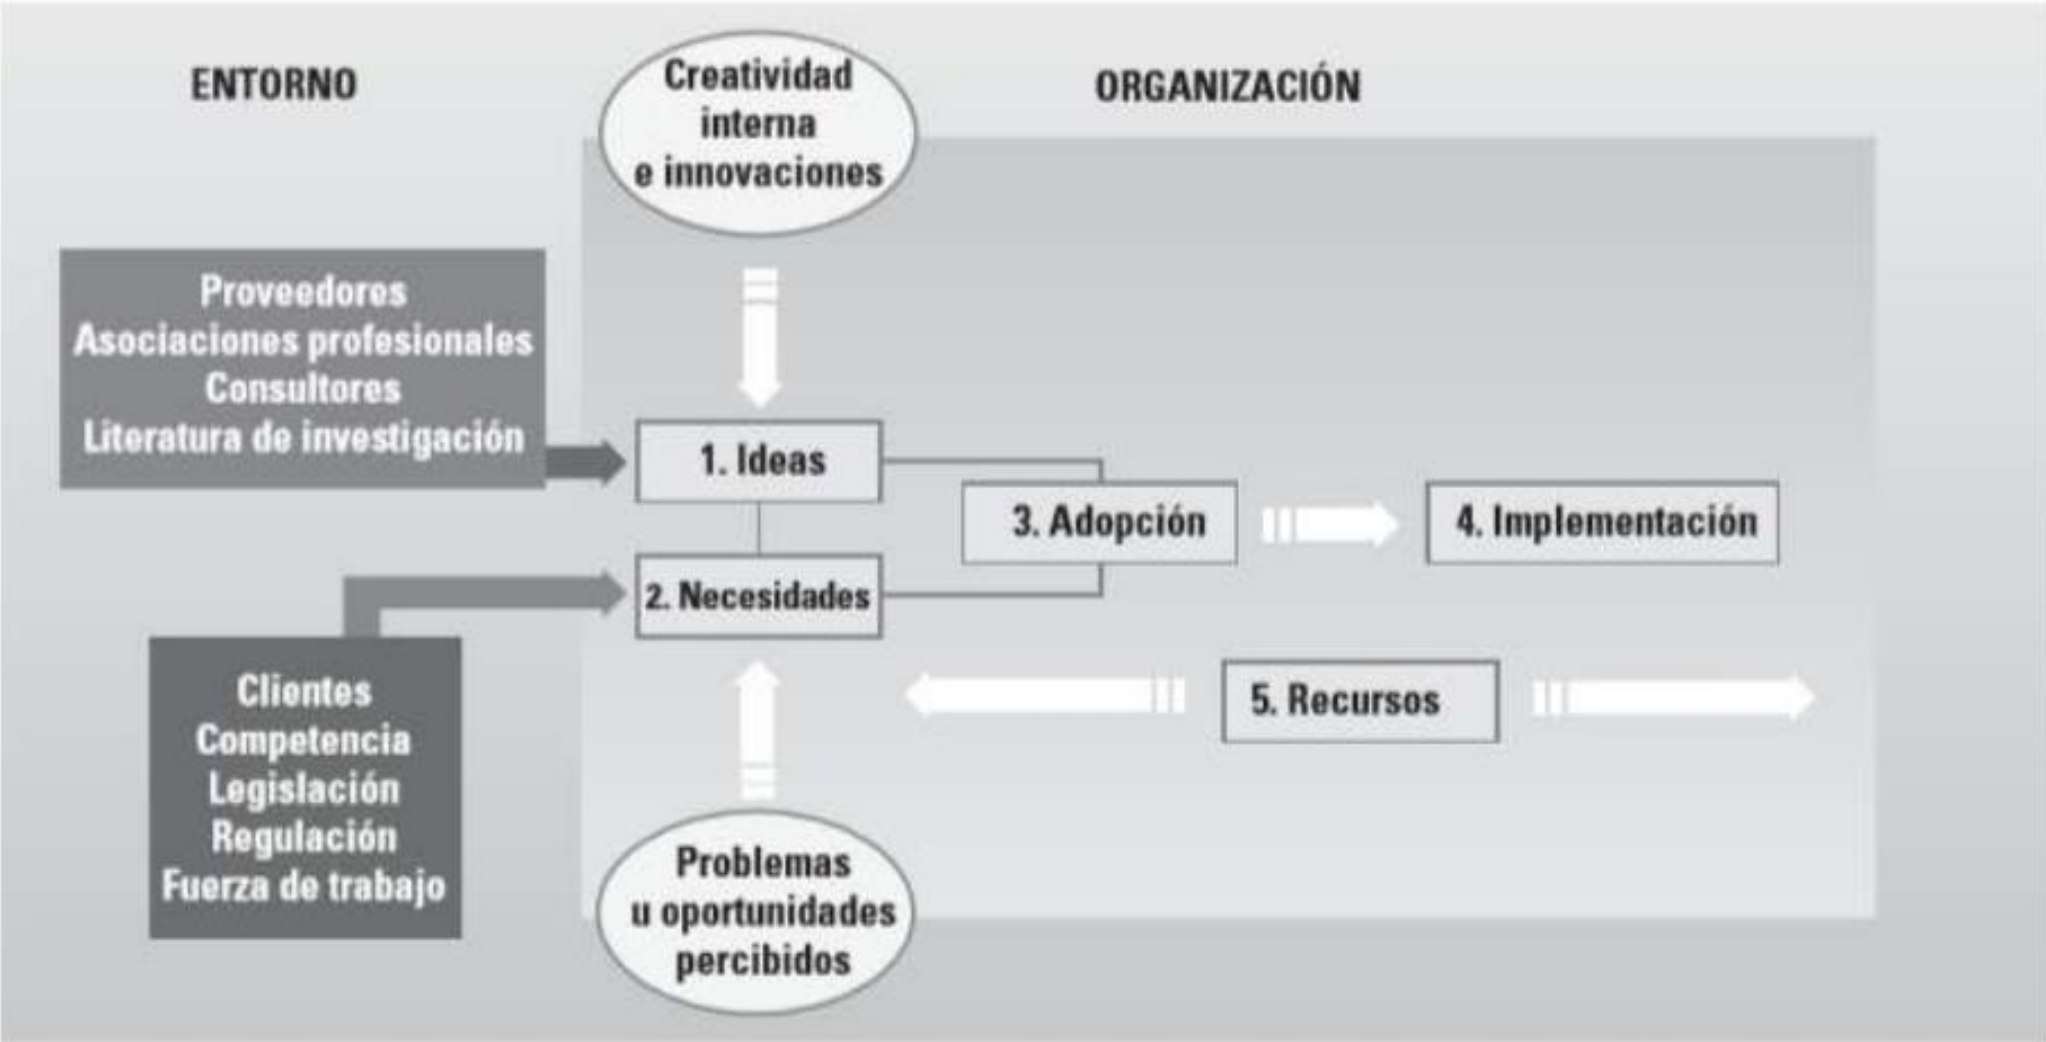 ENTORNO
Creatividad
interna
e innovaciones
ORGANIZACIÓN
Proveedores
Asociaciones profesionales
Consultores
Literatura de investigación
1. Ideas
3. Adopción
4. Implementación
2. Necesidades
Clientes
Competencia
Legislación
Regulación
Fuerza de trabajo
5. Recursos
Problemas
u oportunidades
percibidos